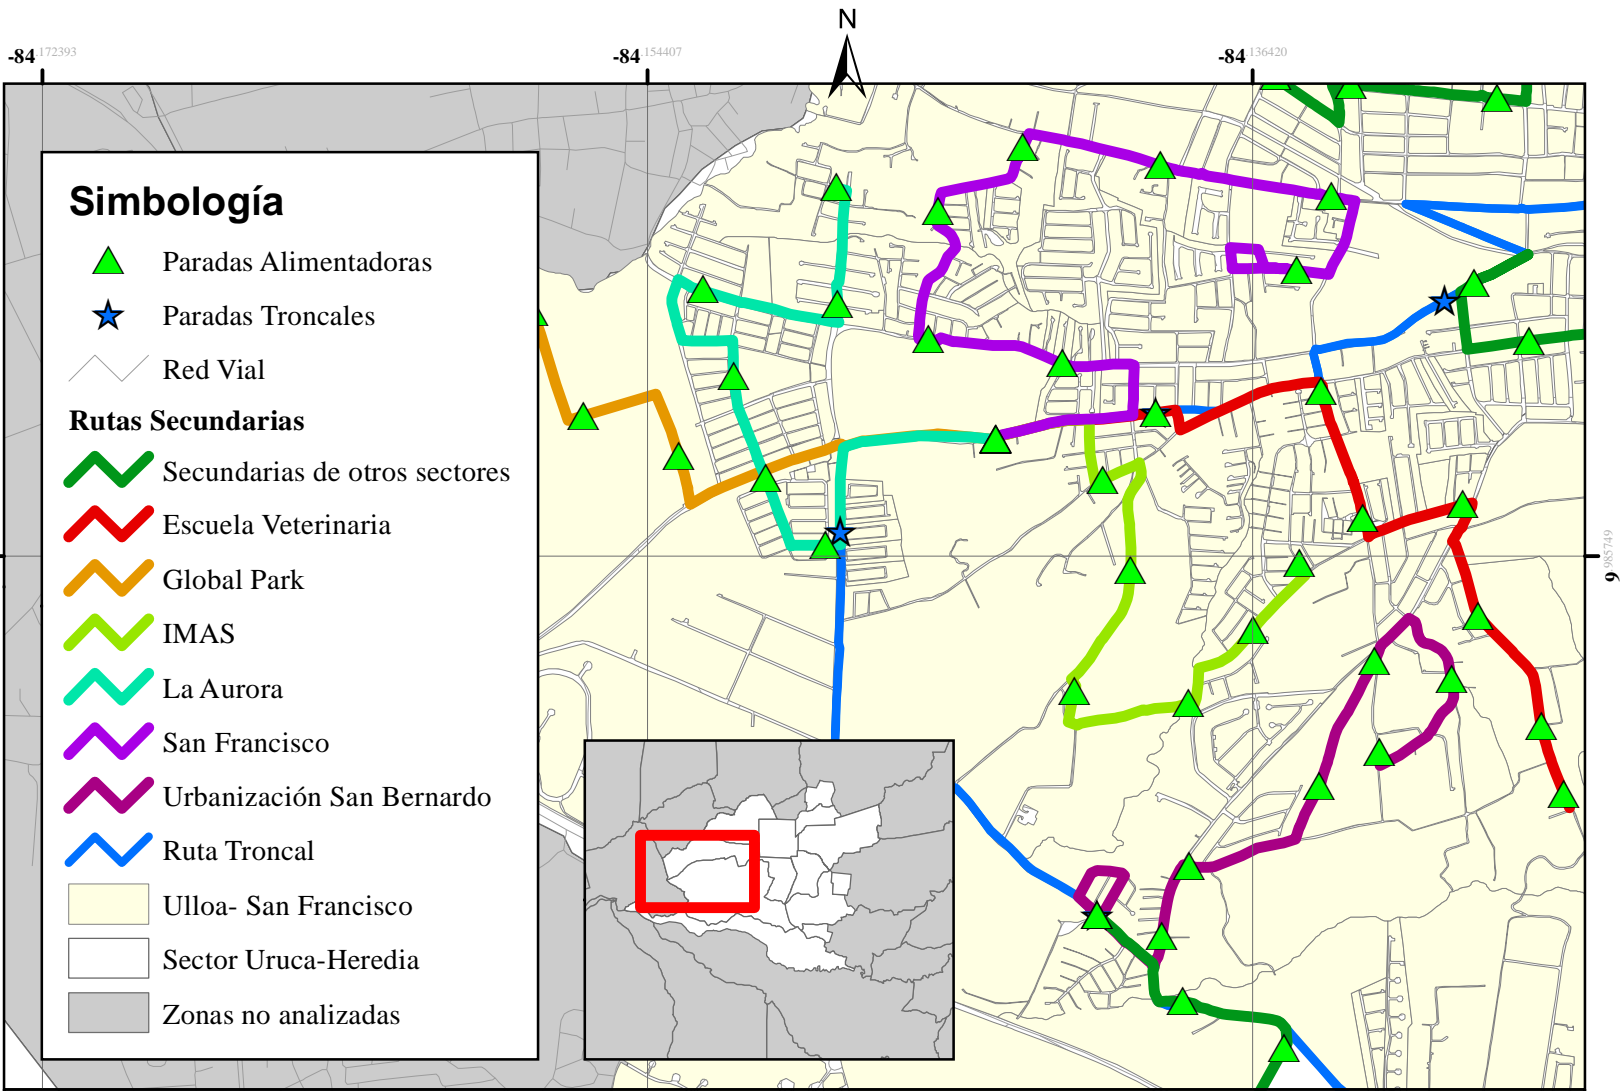 N
-84.172393
-84.154407
-84.136420
Simbología
Paradas Alimentadoras
Paradas Troncales
Red Vial
Rutas Secundarias
Secundarias de otros sectores
Escuela Veterinaria
Global Park
IMAS
La Aurora
San Francisco
Urbanización San Bernardo
Ruta Troncal
Ulloa- San Francisco
Sector Uruca-Heredia
Zonas no analizadas
9.985749